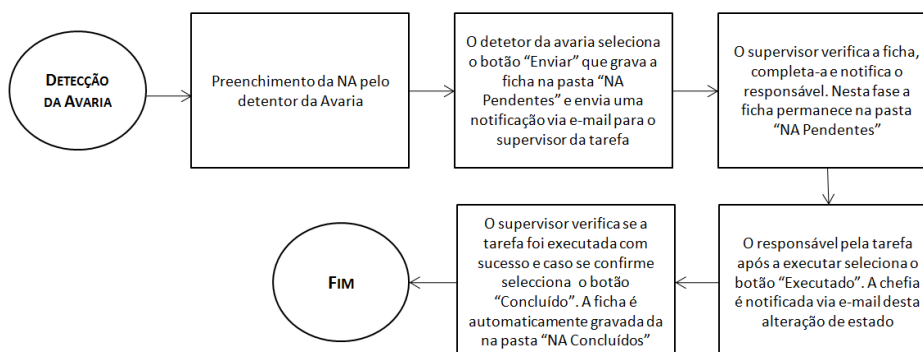 DETECÇÃO
DA AVARIA
Preenchimento da NA pelo
detentor da Avaria
O detetor da avaria seleciona
o botão “Enviar” que grava a
ficha na pasta “NA
Pendentes” e envia uma
notificação via e-mail para o
supervisor da tarefa
O supervisor verifica a ficha,
completa-a e notifica o
responsável. Nesta fase a
ficha permanece na pasta
“NA Pendentes”
O responsável pela tarefa
após a executar seleciona o
botão “Executado”. A chefia
é notificada via e-mail desta
alteração de estado
O supervisor verifica se a
tarefa foi executada com
sucesso e caso se confirme
selecciona o botão
“Concluído”. A ficha é
automaticamente gravada da
na pasta “NA Concluídos”
FIM